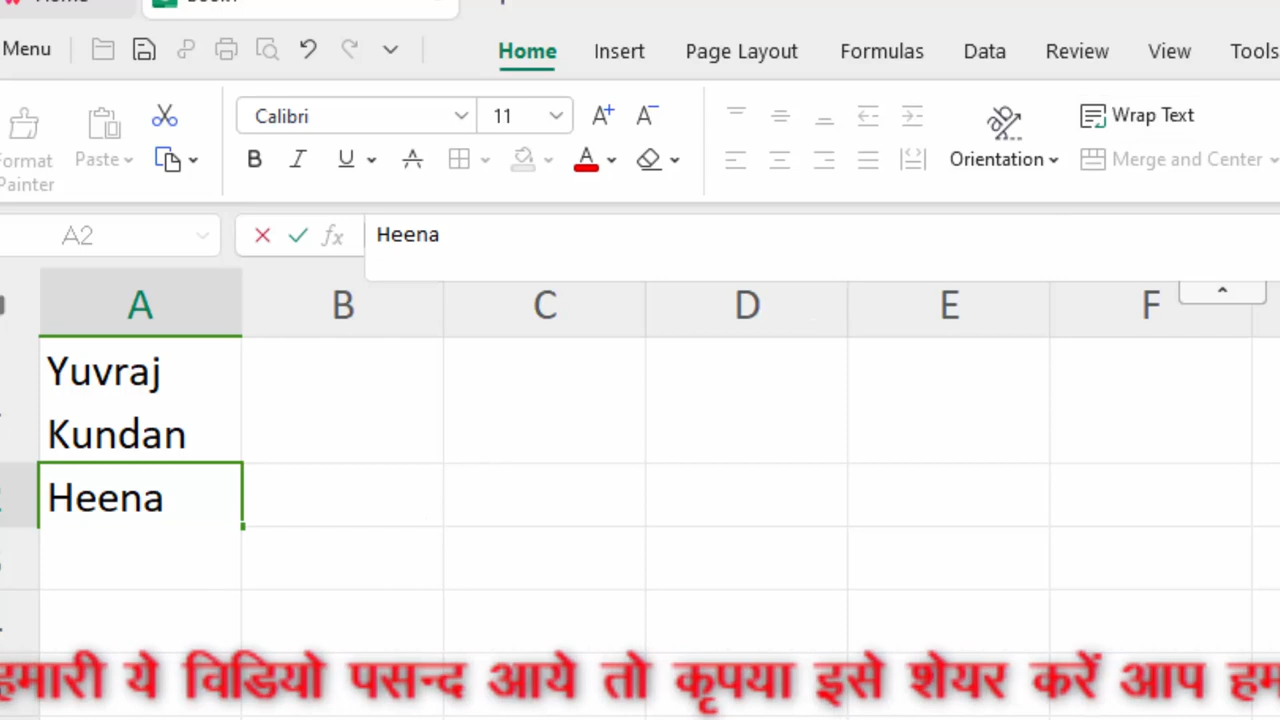 Menu Home Insert Page Layout Formulas Data Review View Tools
Calibri 11 A+ A- Wrap Text
Format Painter Paste B I U A A Orientation Merge and Center
A2 fx Heena
A B C D E F
Yuvraj
Kundan
Heena
हमारी ये विडियो पसन्द आये तो कृपया इसे शेयर करें आप हम